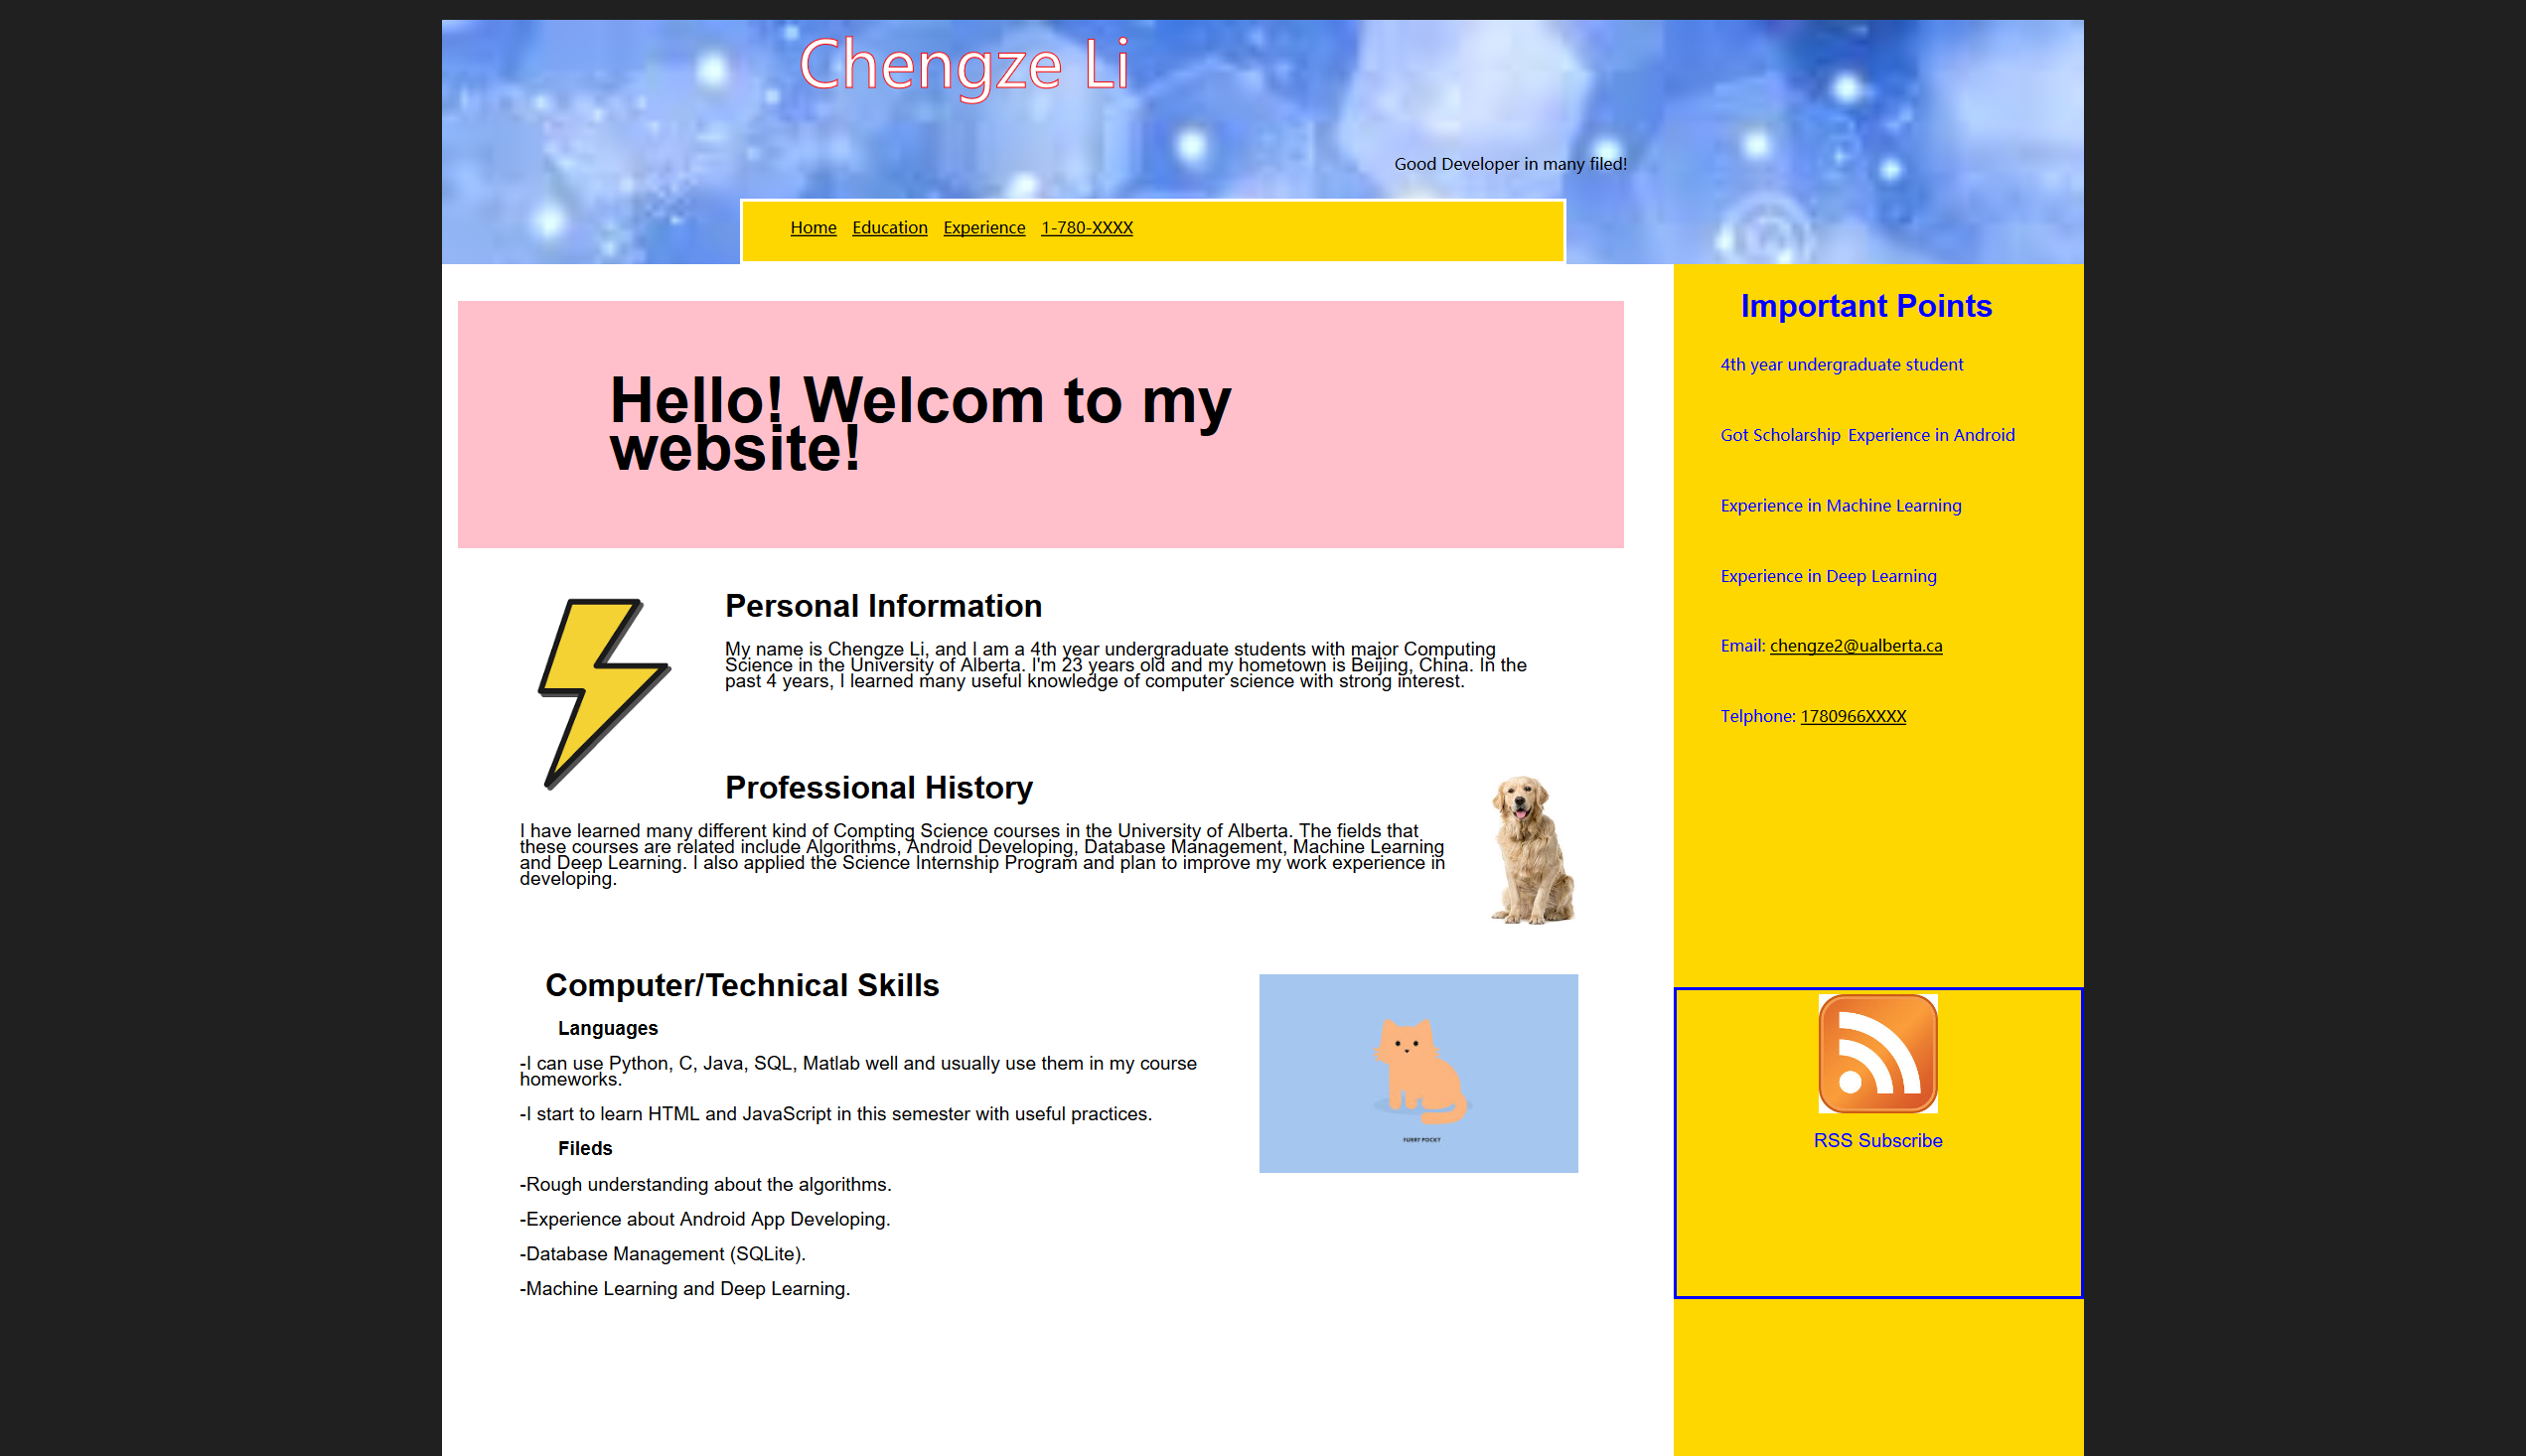 Chengze Li
Good Developer in many filed!
Home Education Experience 1-780-XXXX
Hello! Welcom to my
website!
Personal Information
My name is Chengze Li, and I am a 4th year undergraduate students with major Computing
Science in the University of Alberta. I'm 23 years old and my hometown is Beijing, China. In the
past 4 years, I learned many useful knowledge of computer science with strong interest.
Professional History
I have learned many different kind of Compting Science courses in the University of Alberta. The fields that
these courses are related include Algorithms, Android Developing, Database Management, Machine Learning
and Deep Learning. I also applied the Science Internship Program and plan to improve my work experience in
developing.
Computer/Technical Skills
Languages
-I can use Python, C, Java, SQL, Matlab well and usually use them in my course
homeworks.
-I start to learn HTML and JavaScript in this semester with useful practices.
Fileds
-Rough understanding about the algorithms.
-Experience about Android App Developing.
-Database Management (SQLite).
-Machine Learning and Deep Learning.
FURRY POCKY
Important Points
4th year undergraduate student
Got Scholarship Experience in Android
Experience in Machine Learning
Experience in Deep Learning
Email: chengze2@ualberta.ca
Telphone: 1780966XXXX
RSS Subscribe